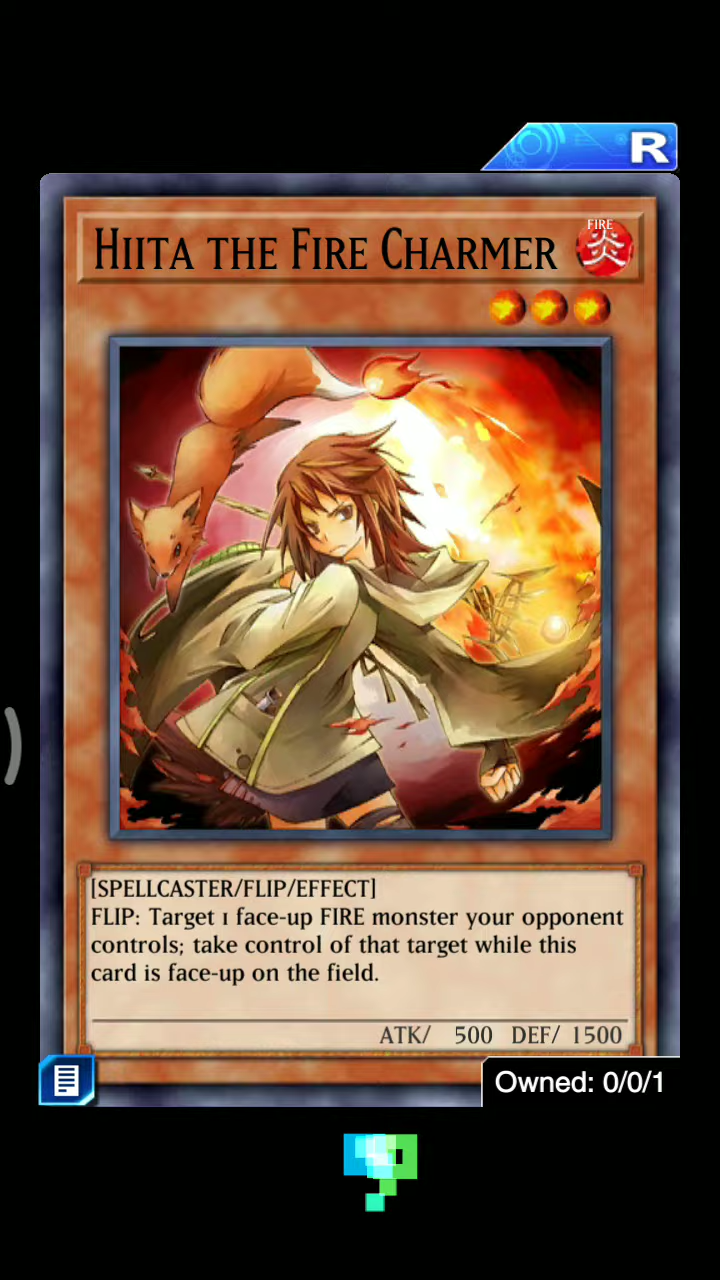 R
HIITA THE FIRE CHARMER
FIRE
炎
[SPELLCASTER/FLIP/EFFECT]
FLIP: Target 1 face-up FIRE monster your opponent
controls; take control of that target while this
card is face-up on the field.
ATK/ 500 DEF/ 1500
Owned: 0/0/1